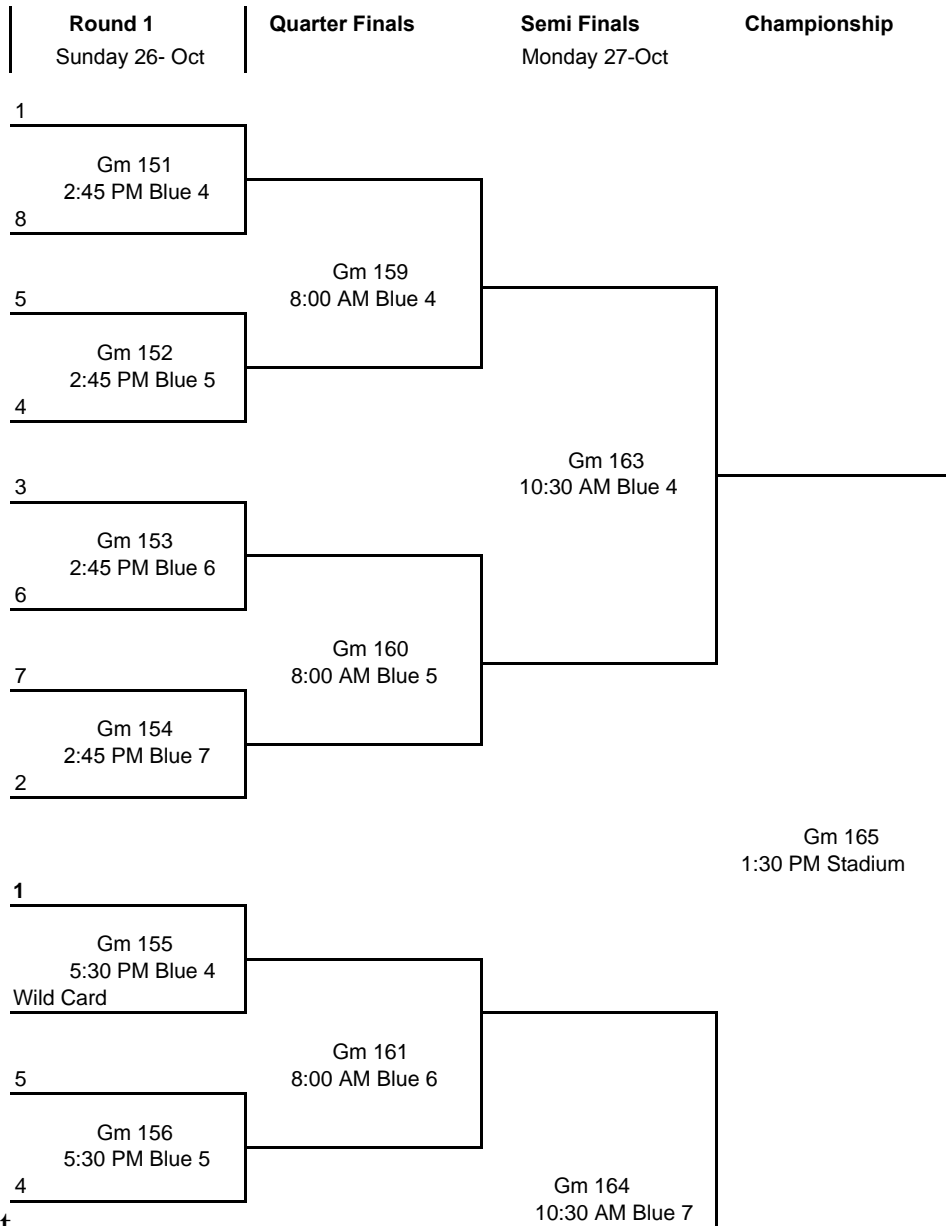 Round 1
Quarter Finals
Semi Finals
Championship
Sunday 26- Oct
Monday 27-Oct
1
Gm 151
2:45 PM Blue 4
8
Gm 159
8:00 AM Blue 4
5
Gm 152
2:45 PM Blue 5
4
Gm 163
10:30 AM Blue 4
3
Gm 153
2:45 PM Blue 6
6
Gm 160
8:00 AM Blue 5
7
Gm 154
2:45 PM Blue 7
2
Gm 165
1:30 PM Stadium
1
Gm 155
5:30 PM Blue 4
Wild Card
Gm 161
8:00 AM Blue 6
5
Gm 156
5:30 PM Blue 5
4
Gm 164
10:30 AM Blue 7